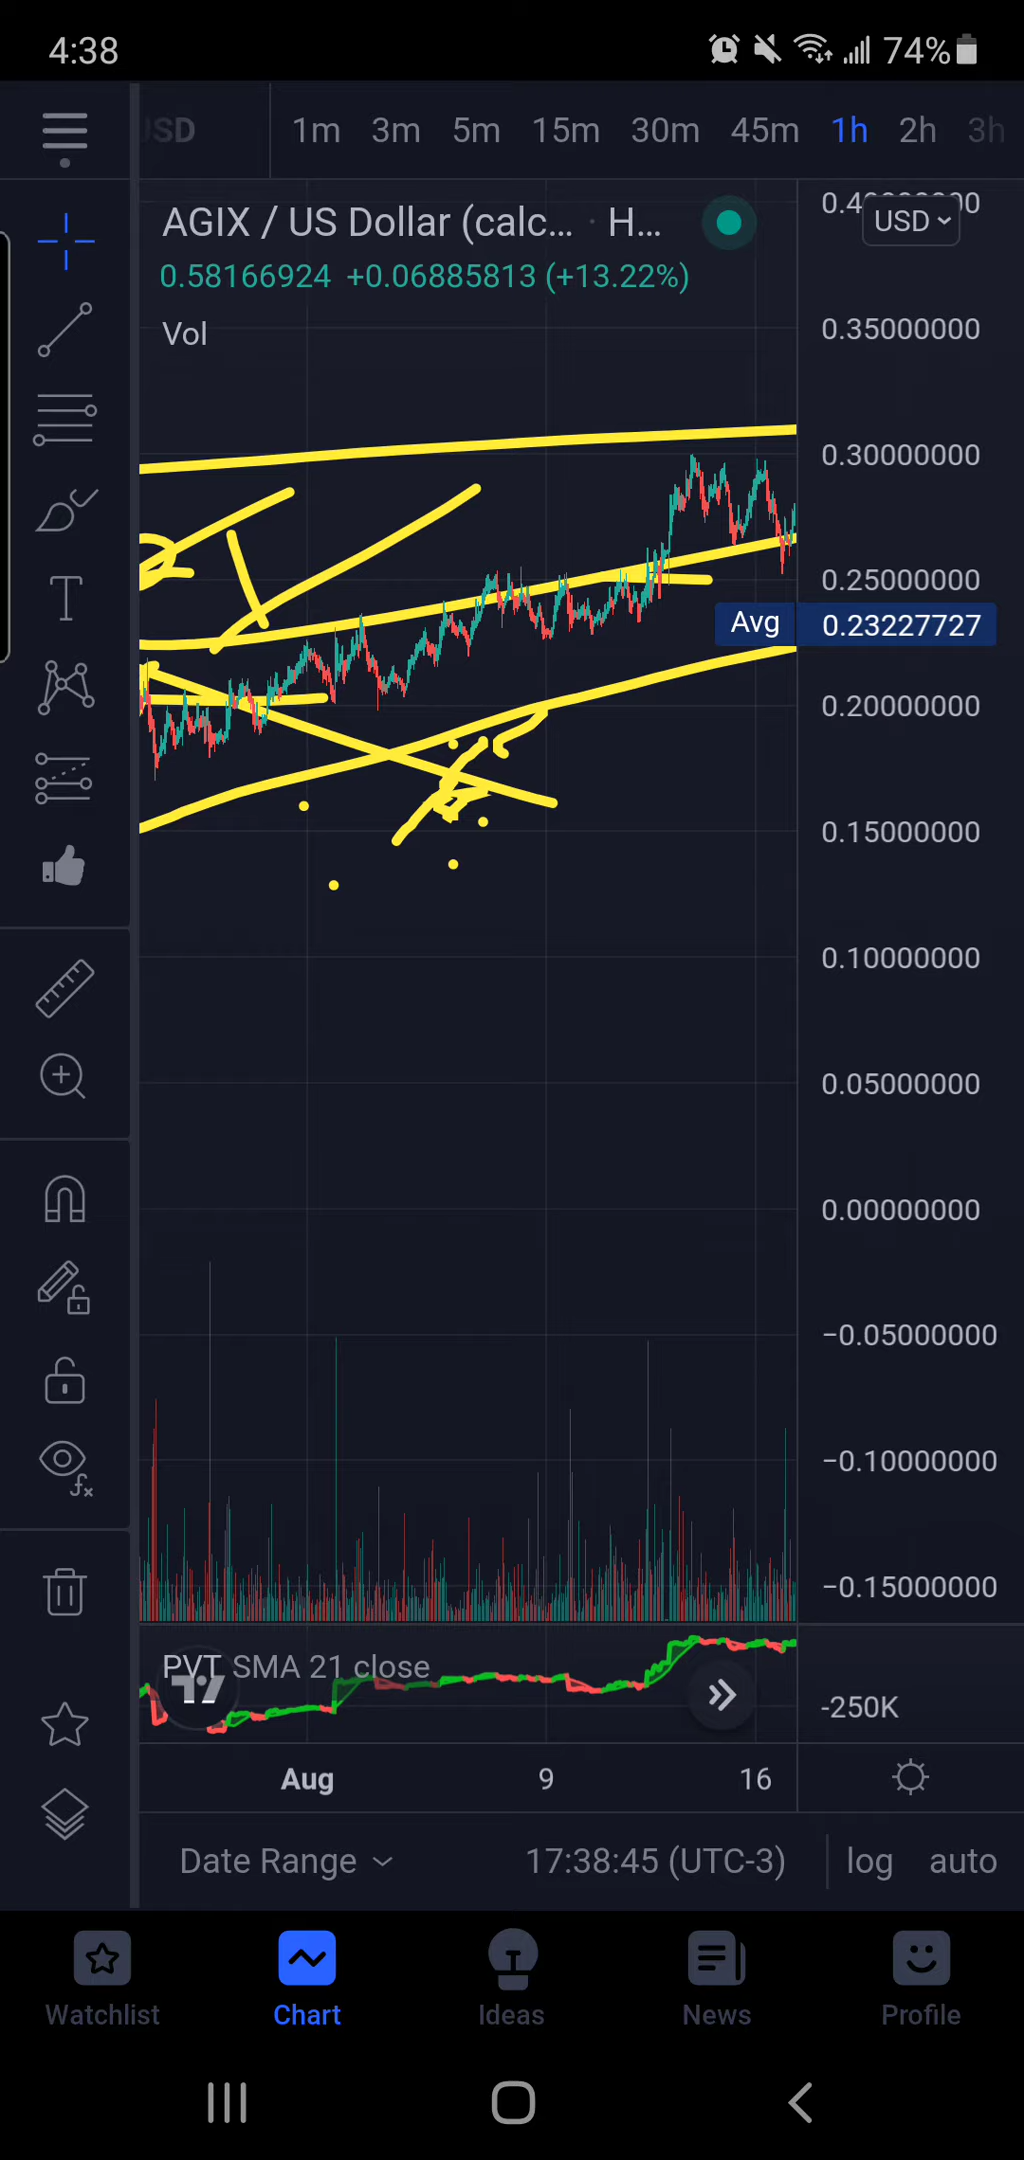 4:38 74%
USD 1m 3m 5m 15m 30m 45m 1h 2h 3h
AGIX / US Dollar (calc... · H...
USD
0.58166924 +0.06885813 (+13.22%)
Vol
0.35000000
0.30000000
0.25000000
Avg 0.23227727
0.20000000
0.15000000
0.10000000
0.05000000
0.00000000
−0.05000000
−0.10000000
−0.15000000
PVT SMA 21 close
-250K
Aug 9 16
Date Range 17:38:45 (UTC-3) log auto
Watchlist Chart Ideas News Profile